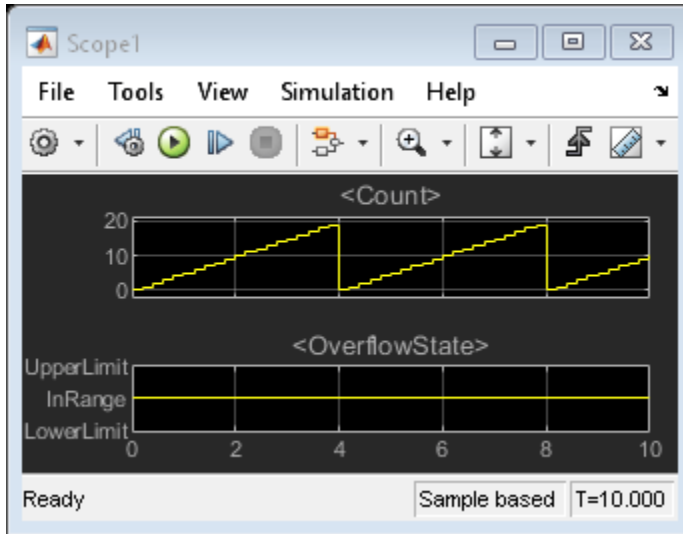 Scope1
File Tools View Simulation Help
<Count>
20
10
0
<OverflowState>
UpperLimit
InRange
LowerLimit
0 2 4 6 8 10
Ready Sample based T=10.000